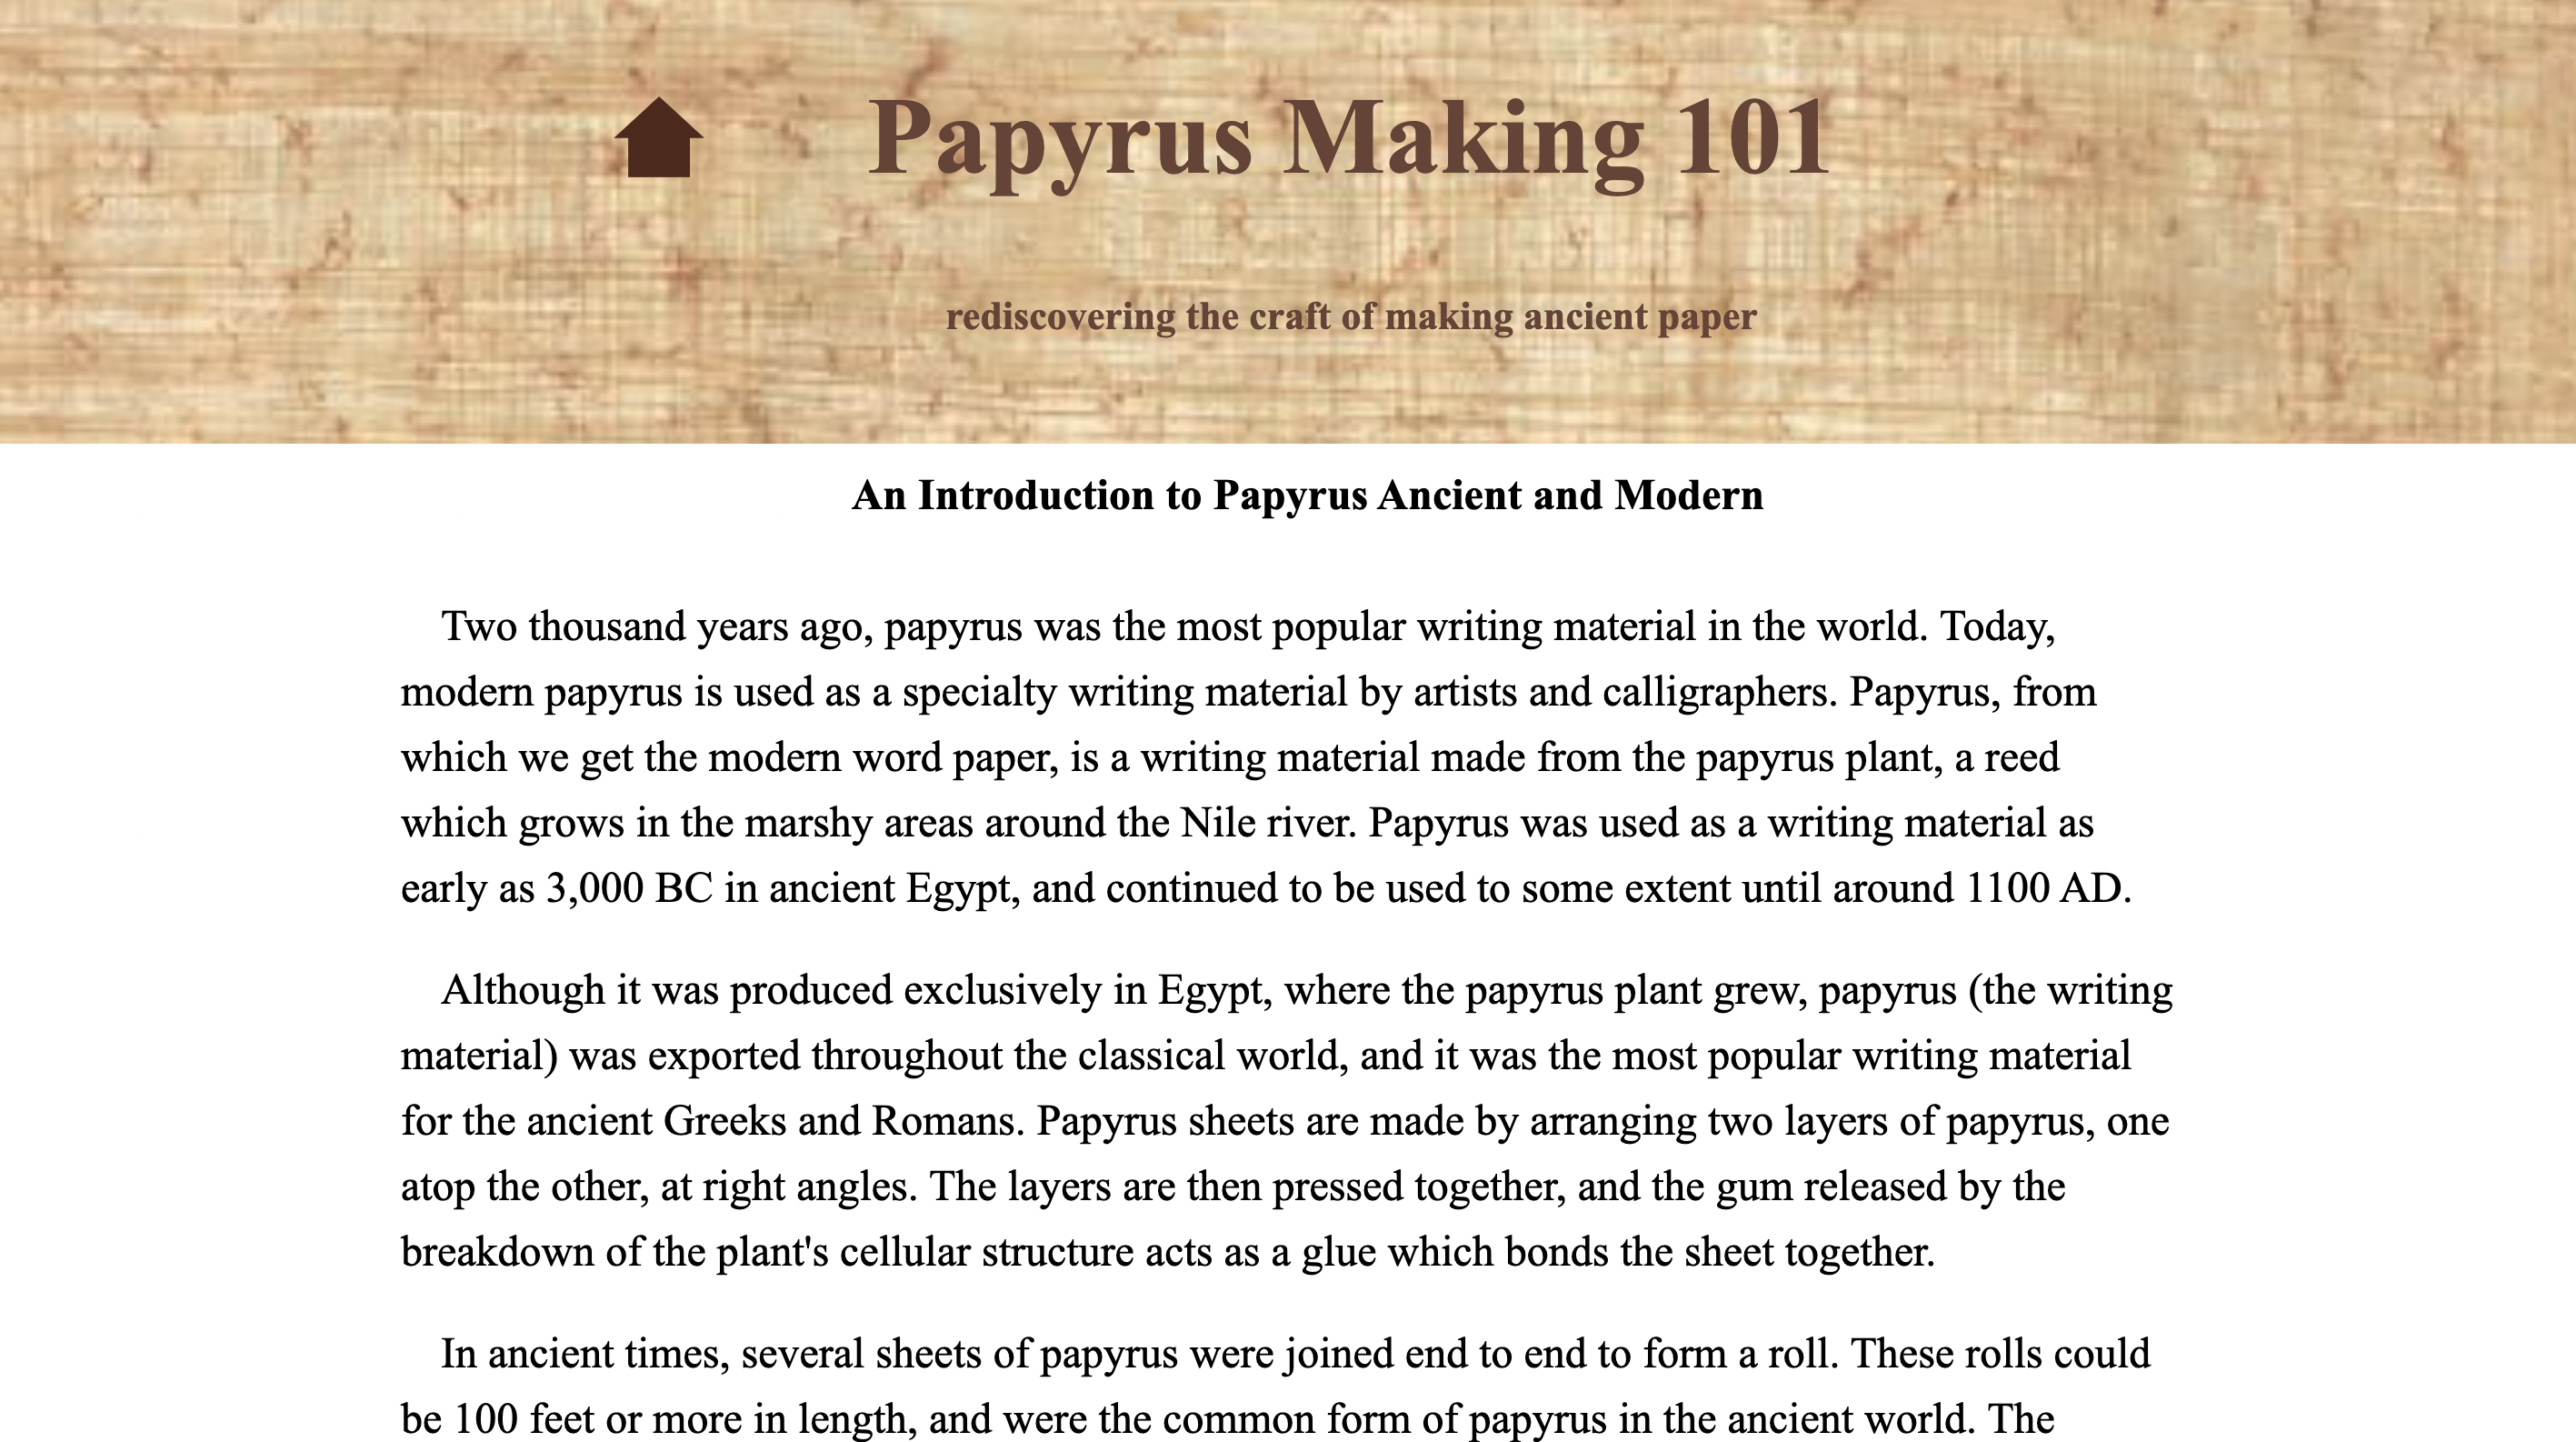 Papyrus Making 101
rediscovering the craft of making ancient paper
An Introduction to Papyrus Ancient and Modern
Two thousand years ago, papyrus was the most popular writing material in the world. Today,
modern papyrus is used as a specialty writing material by artists and calligraphers. Papyrus, from
which we get the modern word paper, is a writing material made from the papyrus plant, a reed
which grows in the marshy areas around the Nile river. Papyrus was used as a writing material as
early as 3,000 BC in ancient Egypt, and continued to be used to some extent until around 1100 AD.
Although it was produced exclusively in Egypt, where the papyrus plant grew, papyrus (the writing
material) was exported throughout the classical world, and it was the most popular writing material
for the ancient Greeks and Romans. Papyrus sheets are made by arranging two layers of papyrus, one
atop the other, at right angles. The layers are then pressed together, and the gum released by the
breakdown of the plant's cellular structure acts as a glue which bonds the sheet together.
In ancient times, several sheets of papyrus were joined end to end to form a roll. These rolls could
be 100 feet or more in length, and were the common form of papyrus in the ancient world. The